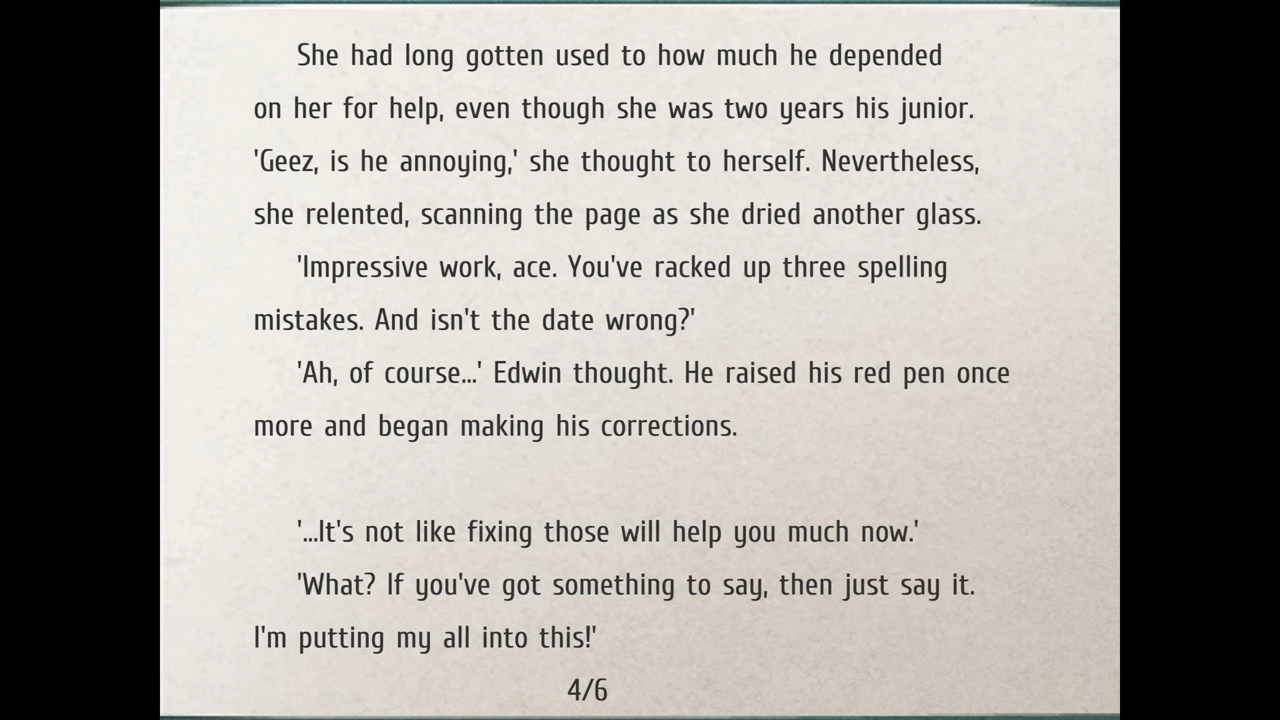 She had long gotten used to how much he depended
on her for help, even though she was two years his junior.
'Geez, is he annoying,' she thought to herself. Nevertheless,
she relented, scanning the page as she dried another glass.
'Impressive work, ace. You've racked up three spelling
mistakes. And isn't the date wrong?'
'Ah, of course...' Edwin thought. He raised his red pen once
more and began making his corrections.
'...It's not like fixing those will help you much now.'
'What? If you've got something to say, then just say it.
I'm putting my all into this!'
4/6